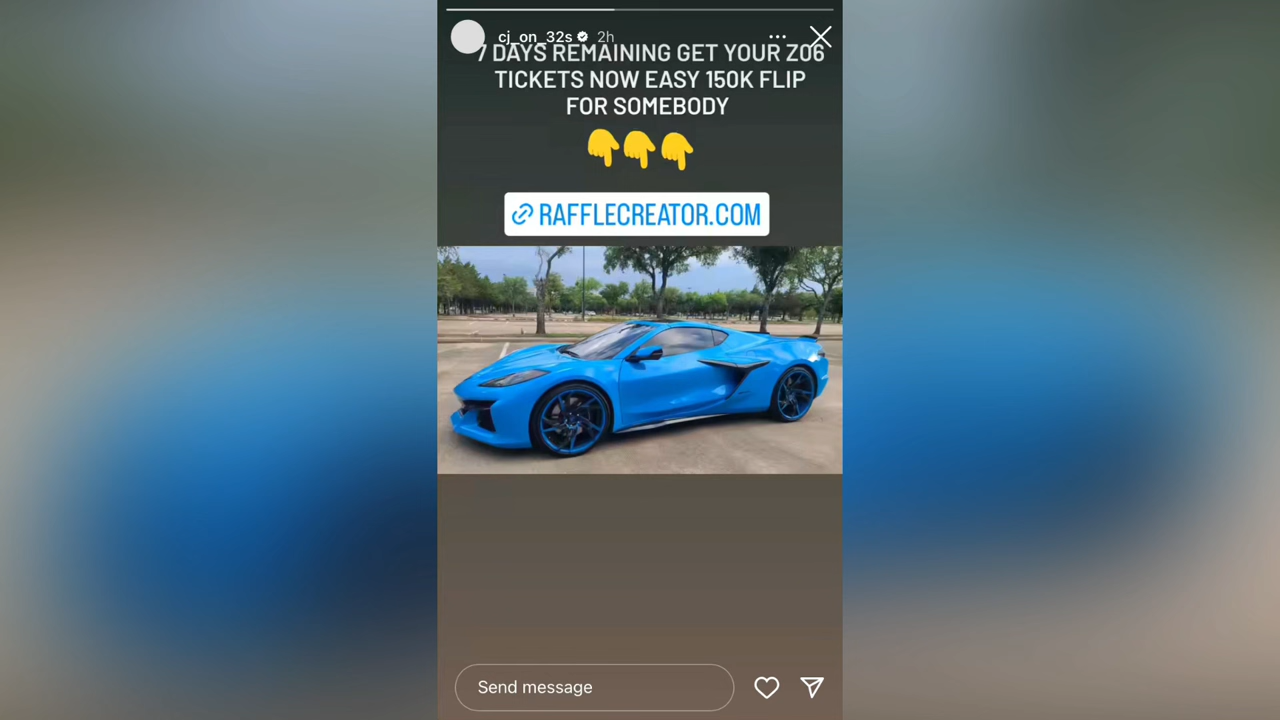 cj_on_32s 2h
7 DAYS REMAINING GET YOUR Z06
TICKETS NOW EASY 150K FLIP
FOR SOMEBODY
👇👇👇
RAFFLECREATOR.COM
Send message